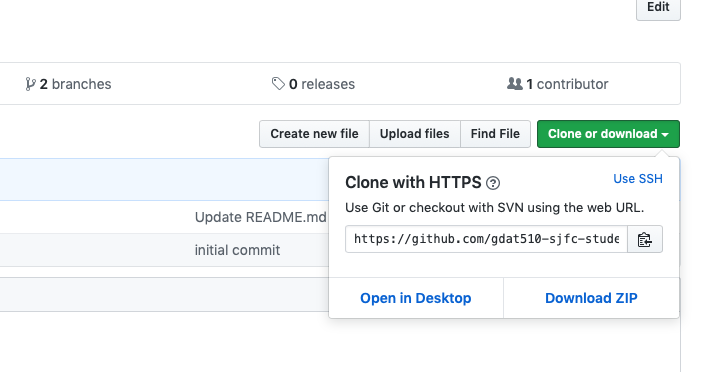 Edit
2 branches
0 releases
1 contributor
Create new file
Upload files
Find File
Clone or download
Clone with HTTPS
Use SSH
Use Git or checkout with SVN using the web URL.
Update README.md
https://github.com/gdat510-sjfc-stude
initial commit
Open in Desktop
Download ZIP